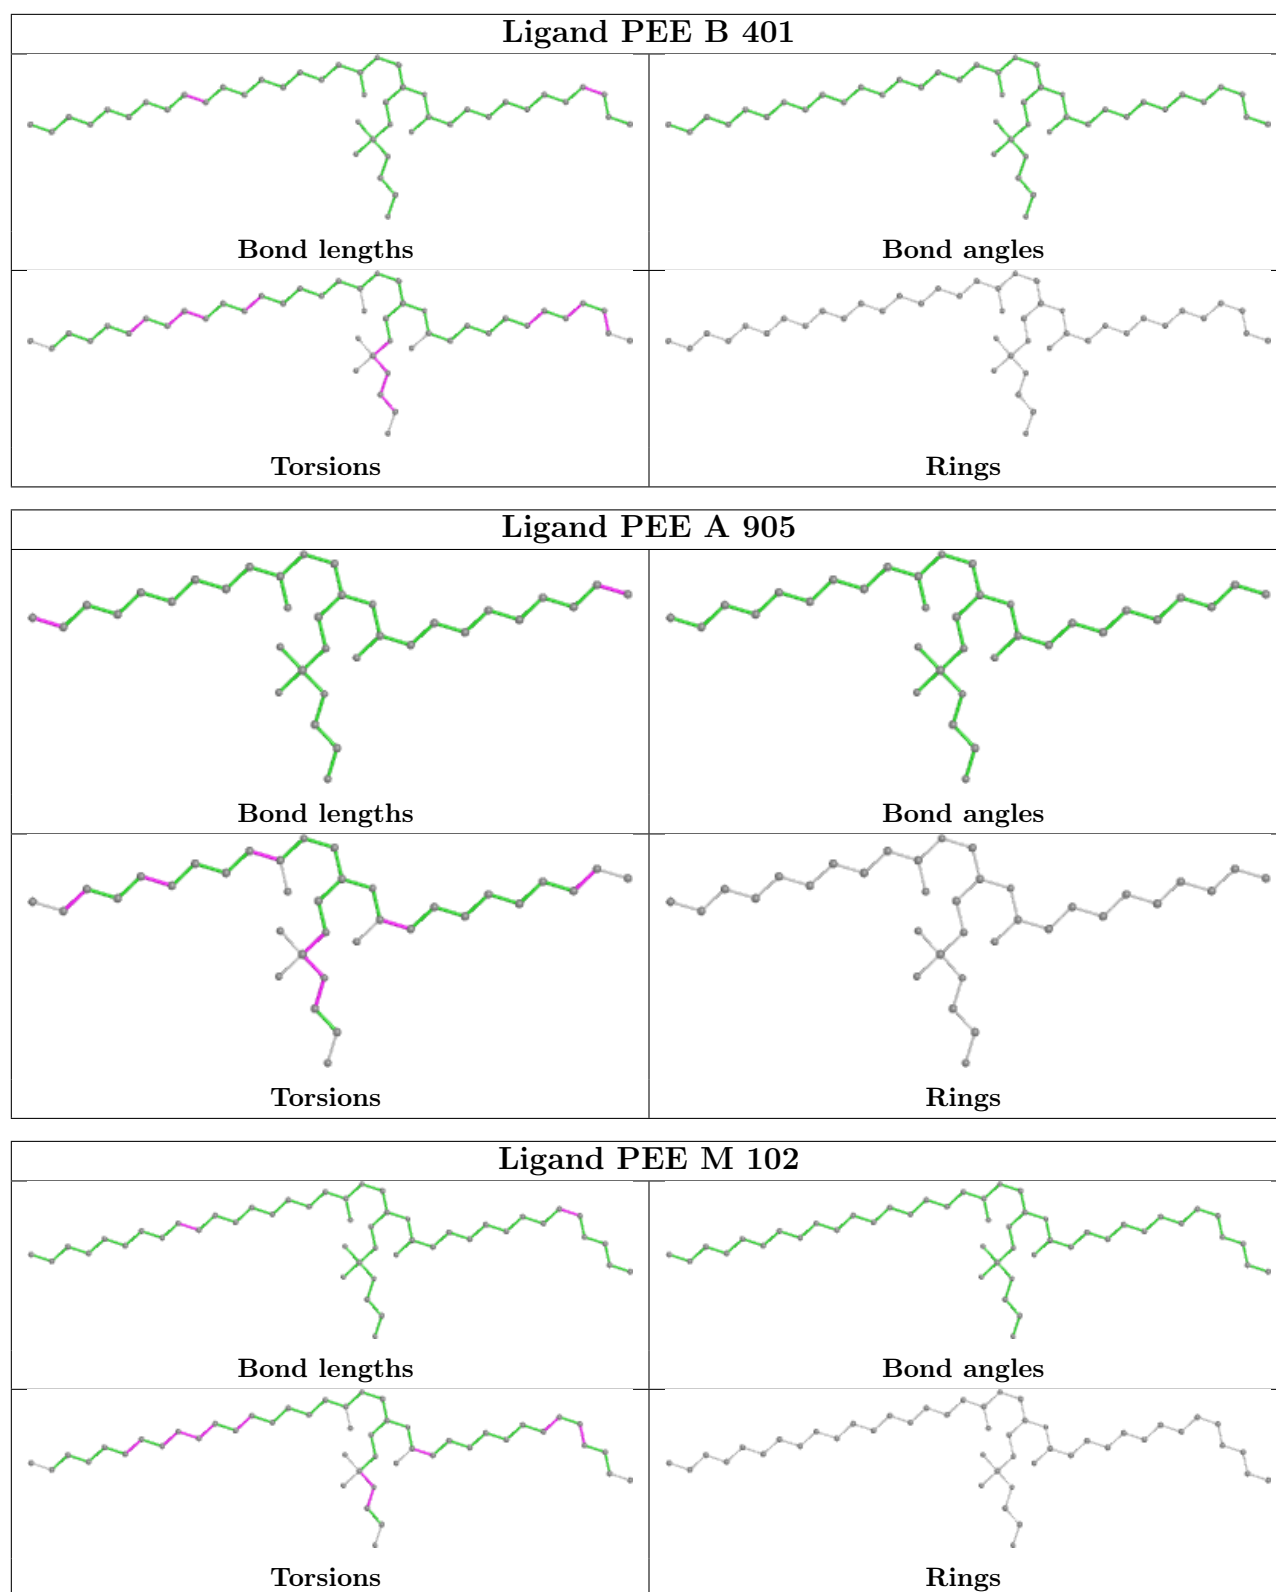 Ligand PEE B 401
Bond lengths
Bond angles
Torsions
Rings
Ligand PEE A 905
Bond lengths
Bond angles
Torsions
Rings
Ligand PEE M 102
Bond lengths
Bond angles
Torsions
Rings